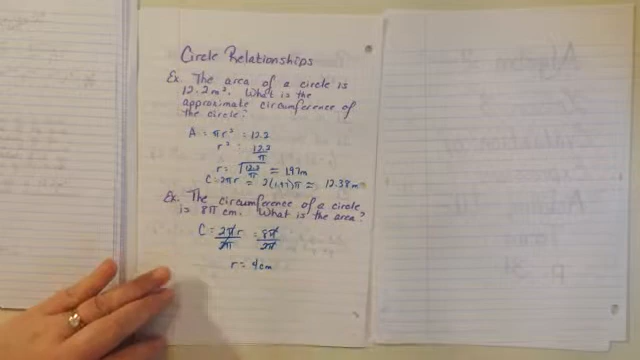 Circle Relationships
Ex. The area of a circle is
12.2 m². What is the
approximate circumference of
the circle?
A = πr² = 12.2
r² = 12.2/π
r = √12.2/π ≈ 1.97m
C = 2πr ≈ 2(1.97)π ≈ 12.38m
Ex. The circumference of a circle
is 8π cm. What is the area?
C = 2πr/2π = 8π/2π
r = 4cm